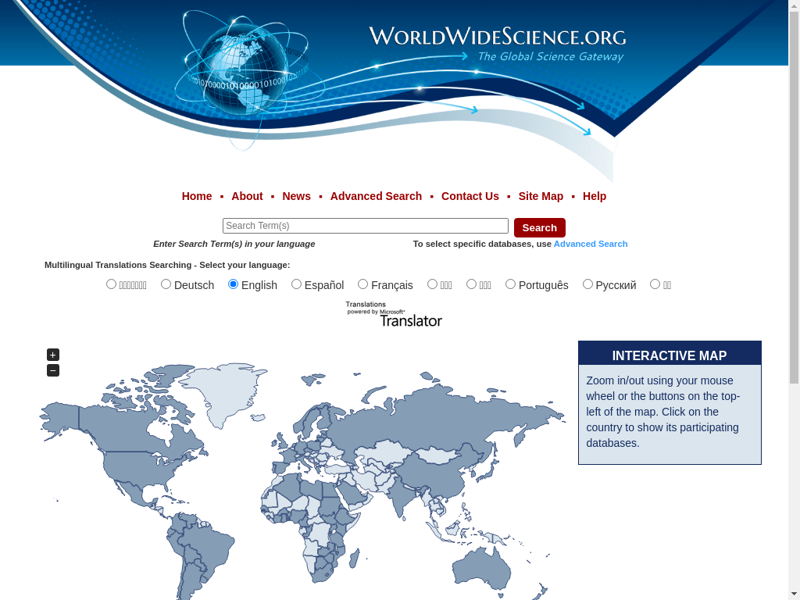 WorldWideScience.org
The Global Science Gateway
010100001010000101000
Home ▪ About ▪ News ▪ Advanced Search ▪ Contact Us ▪ Site Map ▪ Help
Search Term(s) Search
Enter Search Term(s) in your language To select specific databases, use Advanced Search
Multilingual Translations Searching - Select your language:
Deutsch English Español Français Português Русский
Translations
powered by Microsoft®
Translator
+
−
INTERACTIVE MAP
Zoom in/out using your mouse
wheel or the buttons on the top-
left of the map. Click on the
country to show its participating
databases.